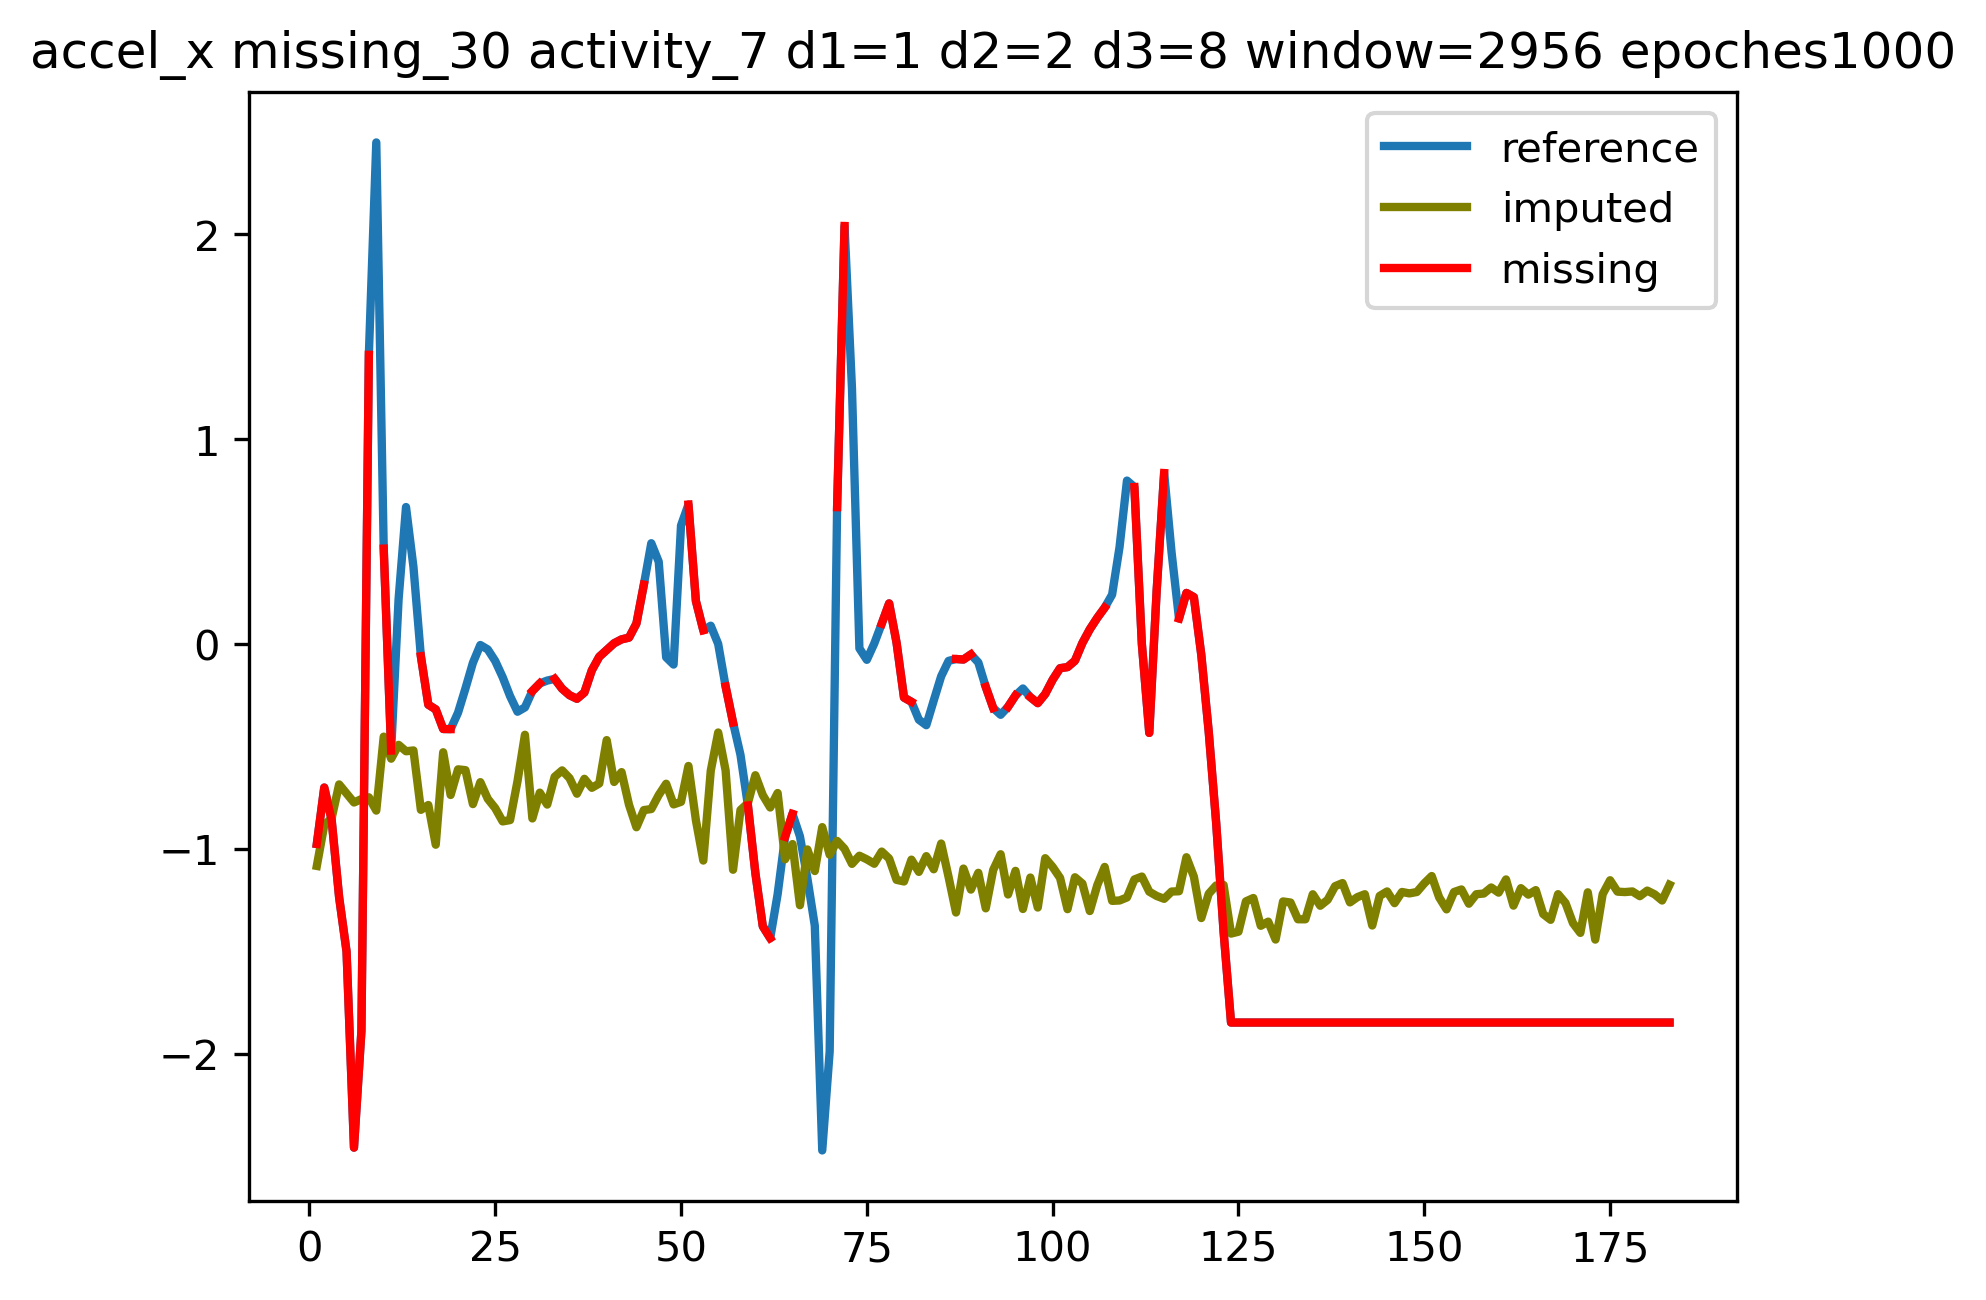 accel_x missing_30 activity_7 d1=1 d2=2 d3=8 window=2956 epoches1000
reference
imputed
missing
2
1
0
−1
−2
0 25 50 75 100 125 150 175